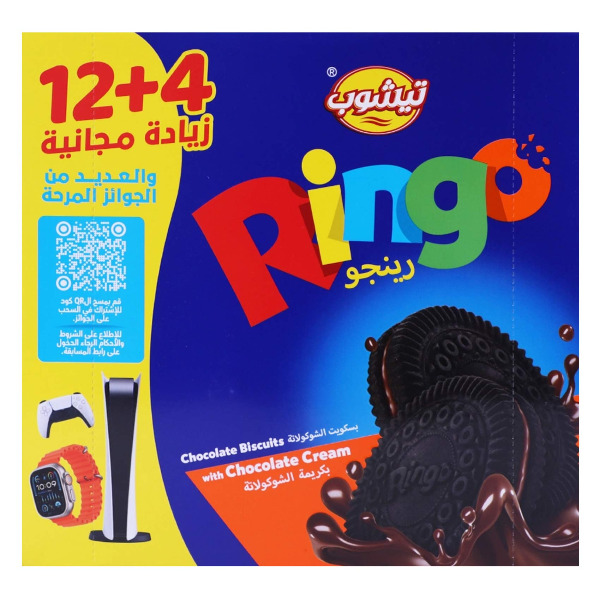 12+4
زيادة مجانية
والعديد من
الجوائز المرحة
قم بمسح الـQR كود
للإشتراك في السحب
على الجوائز.
للإطلاع على الشروط
والأحكام الرجاء الدخول
على رابط المسابقة.
®
تيشوب
Ringo
رينجو
Chocolate Biscuits بسكويت الشوكولاتة
with Chocolate Cream
بكريمة الشوكولاتة